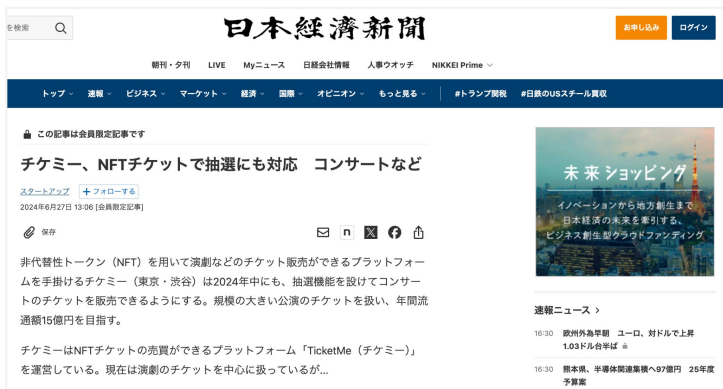 を検索
日本経済新聞
お申し込み
ログイン
朝刊・夕刊 LIVE Myニュース 日経会社情報 人事ウオッチ NIKKEI Prime
トップ 速報 ビジネス マーケット 経済 国際 オピニオン もっと見る #トランプ関税 #日鉄のUSスチール買収
この記事は会員限定記事です
チケミー、NFTチケットで抽選にも対応 コンサートなど
スタートアップ
+フォローする
2024年6月27日 13:06 [会員限定記事]
保存
非代替性トークン（NFT）を用いて演劇などのチケット販売ができるプラットフォー
ムを手掛けるチケミー（東京・渋谷）は2024年中にも、抽選機能を設けてコンサー
トのチケットを販売できるようにする。規模の大きい公演のチケットを扱い、年間流
通額15億円を目指す。
チケミーはNFTチケットの売買ができるプラットフォーム「TicketMe（チケミー）」
を運営している。現在は演劇のチケットを中心に扱っているが...
未来ショッピング
イノベーションから地方創生まで
日本経済の未来を牽引する、
ビジネス創生型クラウドファンディング
速報ニュース
16:30 欧州外為早朝 ユーロ、対ドルで上昇
1.03ドル台半ば
16:30 熊本県、半導体関連集積へ97億円 25年度
予算案